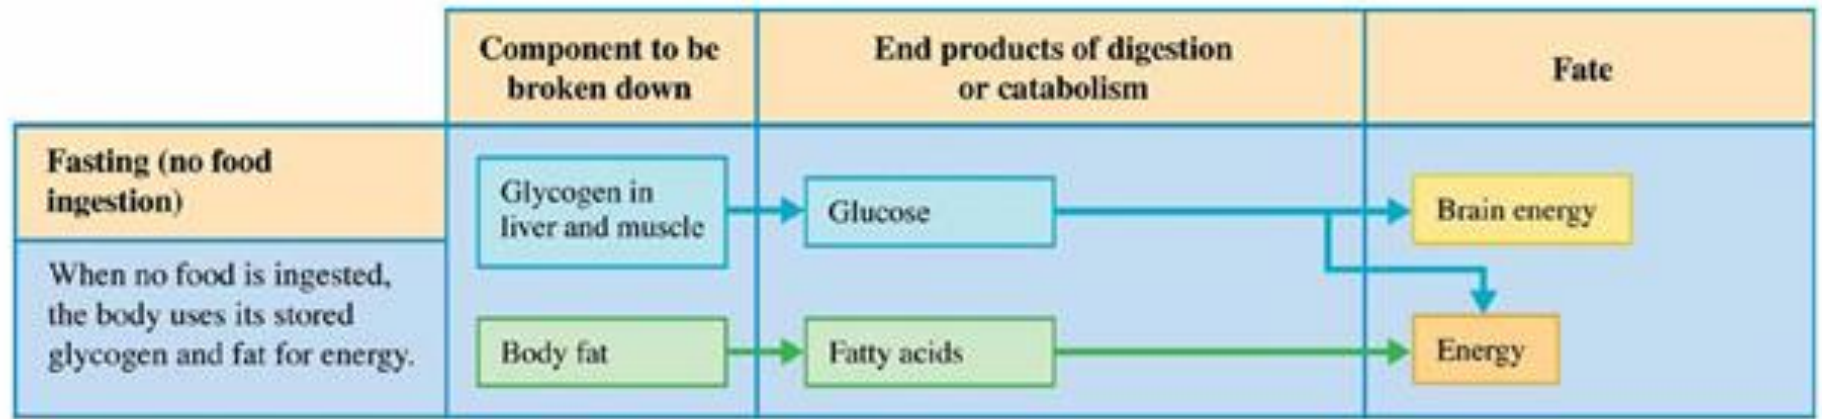 Component to be
broken down
End products of digestion
or catabolism
Fate
Fasting (no food
ingestion)
When no food is ingested,
the body uses its stored
glycogen and fat for energy.
Glycogen in
liver and muscle
Glucose
Brain energy
Body fat
Fatty acids
Energy